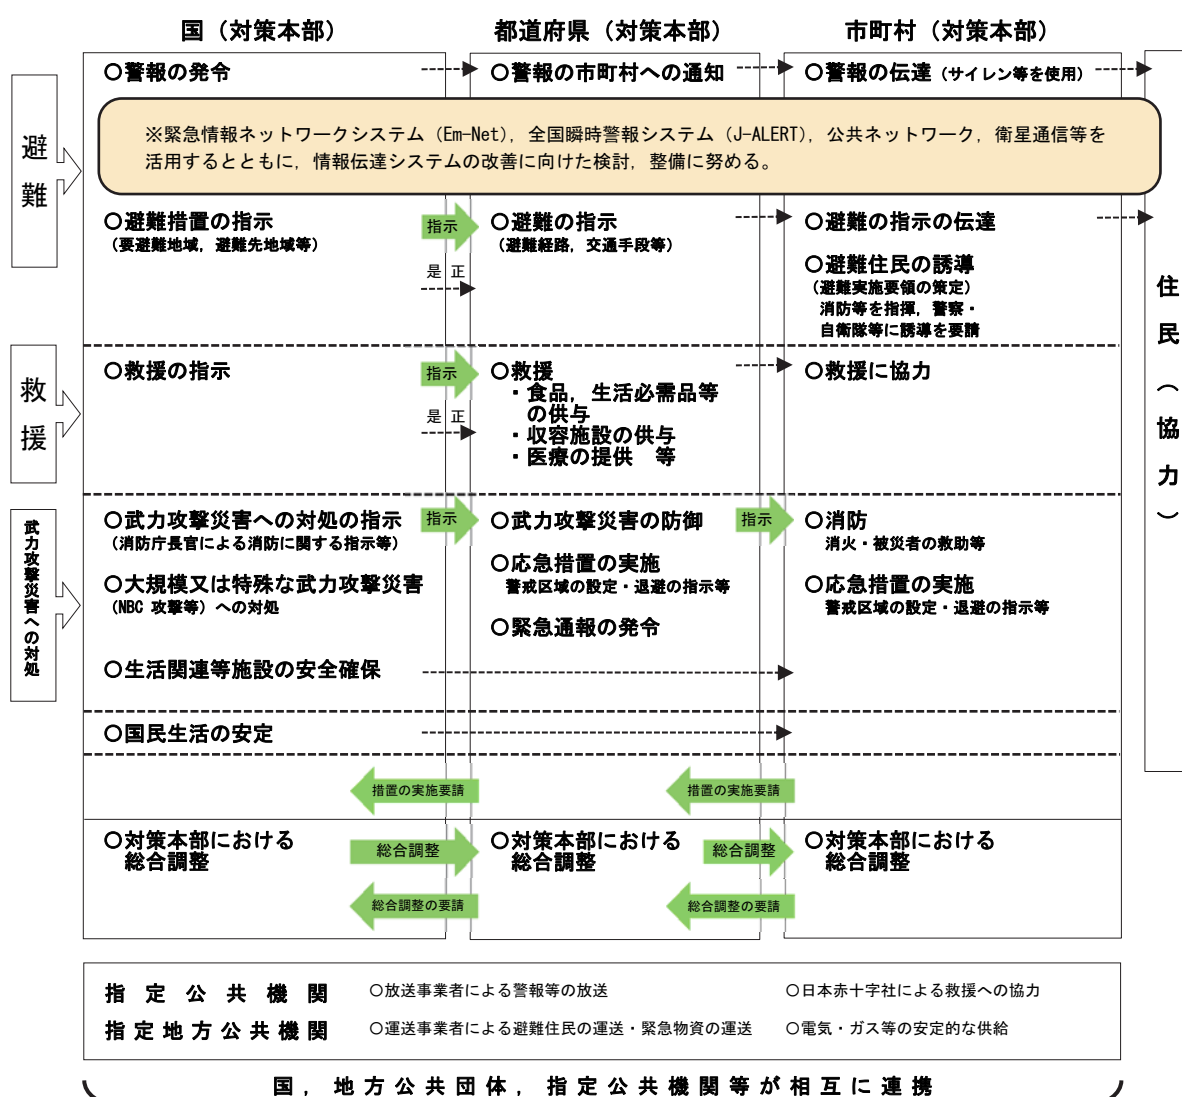 国（対策本部）
都道府県（対策本部）
市町村（対策本部）
避難
○警報の発令
○警報の市町村への通知
○警報の伝達（サイレン等を使用）
※緊急情報ネットワークシステム（Em-Net），全国瞬時警報システム（J-ALERT），公共ネットワーク，衛星通信等を
活用するとともに，情報伝達システムの改善に向けた検討，整備に努める。
○避難措置の指示
（要避難地域，避難先地域等）
指示
是正
○避難の指示
（避難経路，交通手段等）
○避難の指示の伝達
○避難住民の誘導
（避難実施要領の策定）
消防等を指揮，警察・
自衛隊等に誘導を要請
住民（協力）
救援
○救援の指示
指示
是正
○救援
・食品，生活必需品等
の供与
・収容施設の供与
・医療の提供　等
○救援に協力
武力攻撃災害への対処
○武力攻撃災害への対処の指示
（消防庁長官による消防に関する指示等）
○大規模又は特殊な武力攻撃災害
（NBC 攻撃等）への対処
○生活関連等施設の安全確保
指示
○武力攻撃災害の防御
○応急措置の実施
警戒区域の設定・退避の指示等
○緊急通報の発令
指示
○消防
消火・被災者の救助等
○応急措置の実施
警戒区域の設定・退避の指示等
○国民生活の安定
措置の実施要請
措置の実施要請
○対策本部における
総合調整
総合調整
○対策本部における
総合調整
総合調整
○対策本部における
総合調整
総合調整の要請
総合調整の要請
指定公共機関
○放送事業者による警報等の放送
○日本赤十字社による救援への協力
指定地方公共機関
○運送事業者による避難住民の運送・緊急物資の運送
○電気・ガス等の安定的な供給
国，地方公共団体，指定公共機関等が相互に連携